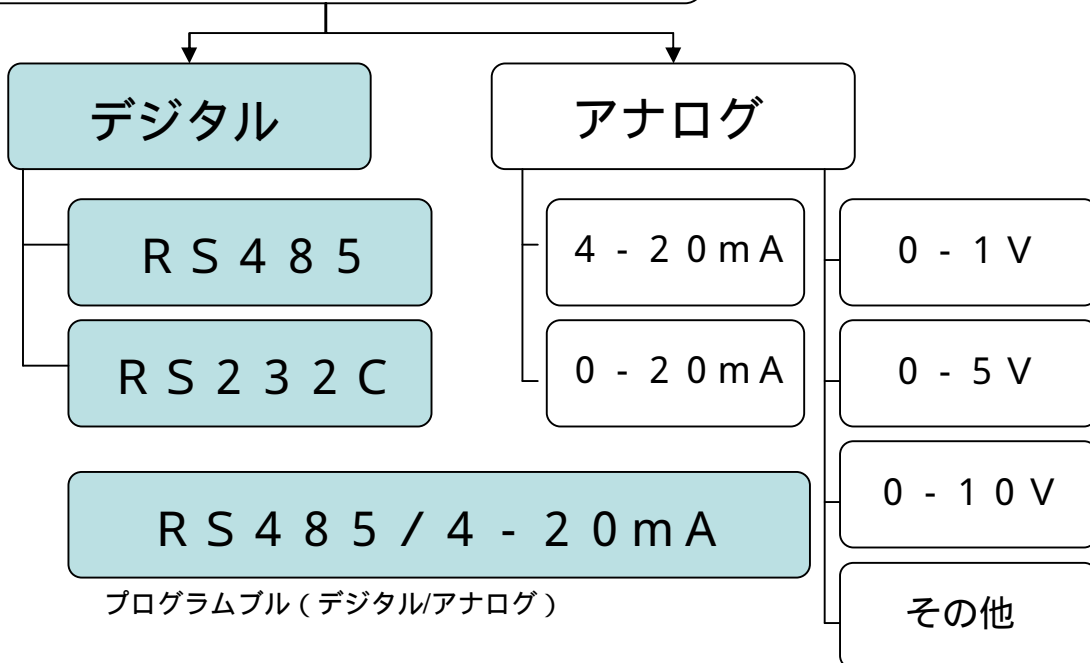 デジタル
アナログ
RS485
RS232C
4-20mA
0-20mA
0-1V
0-5V
0-10V
その他
RS485/4-20mA
プログラムブル(デジタル/アナログ)